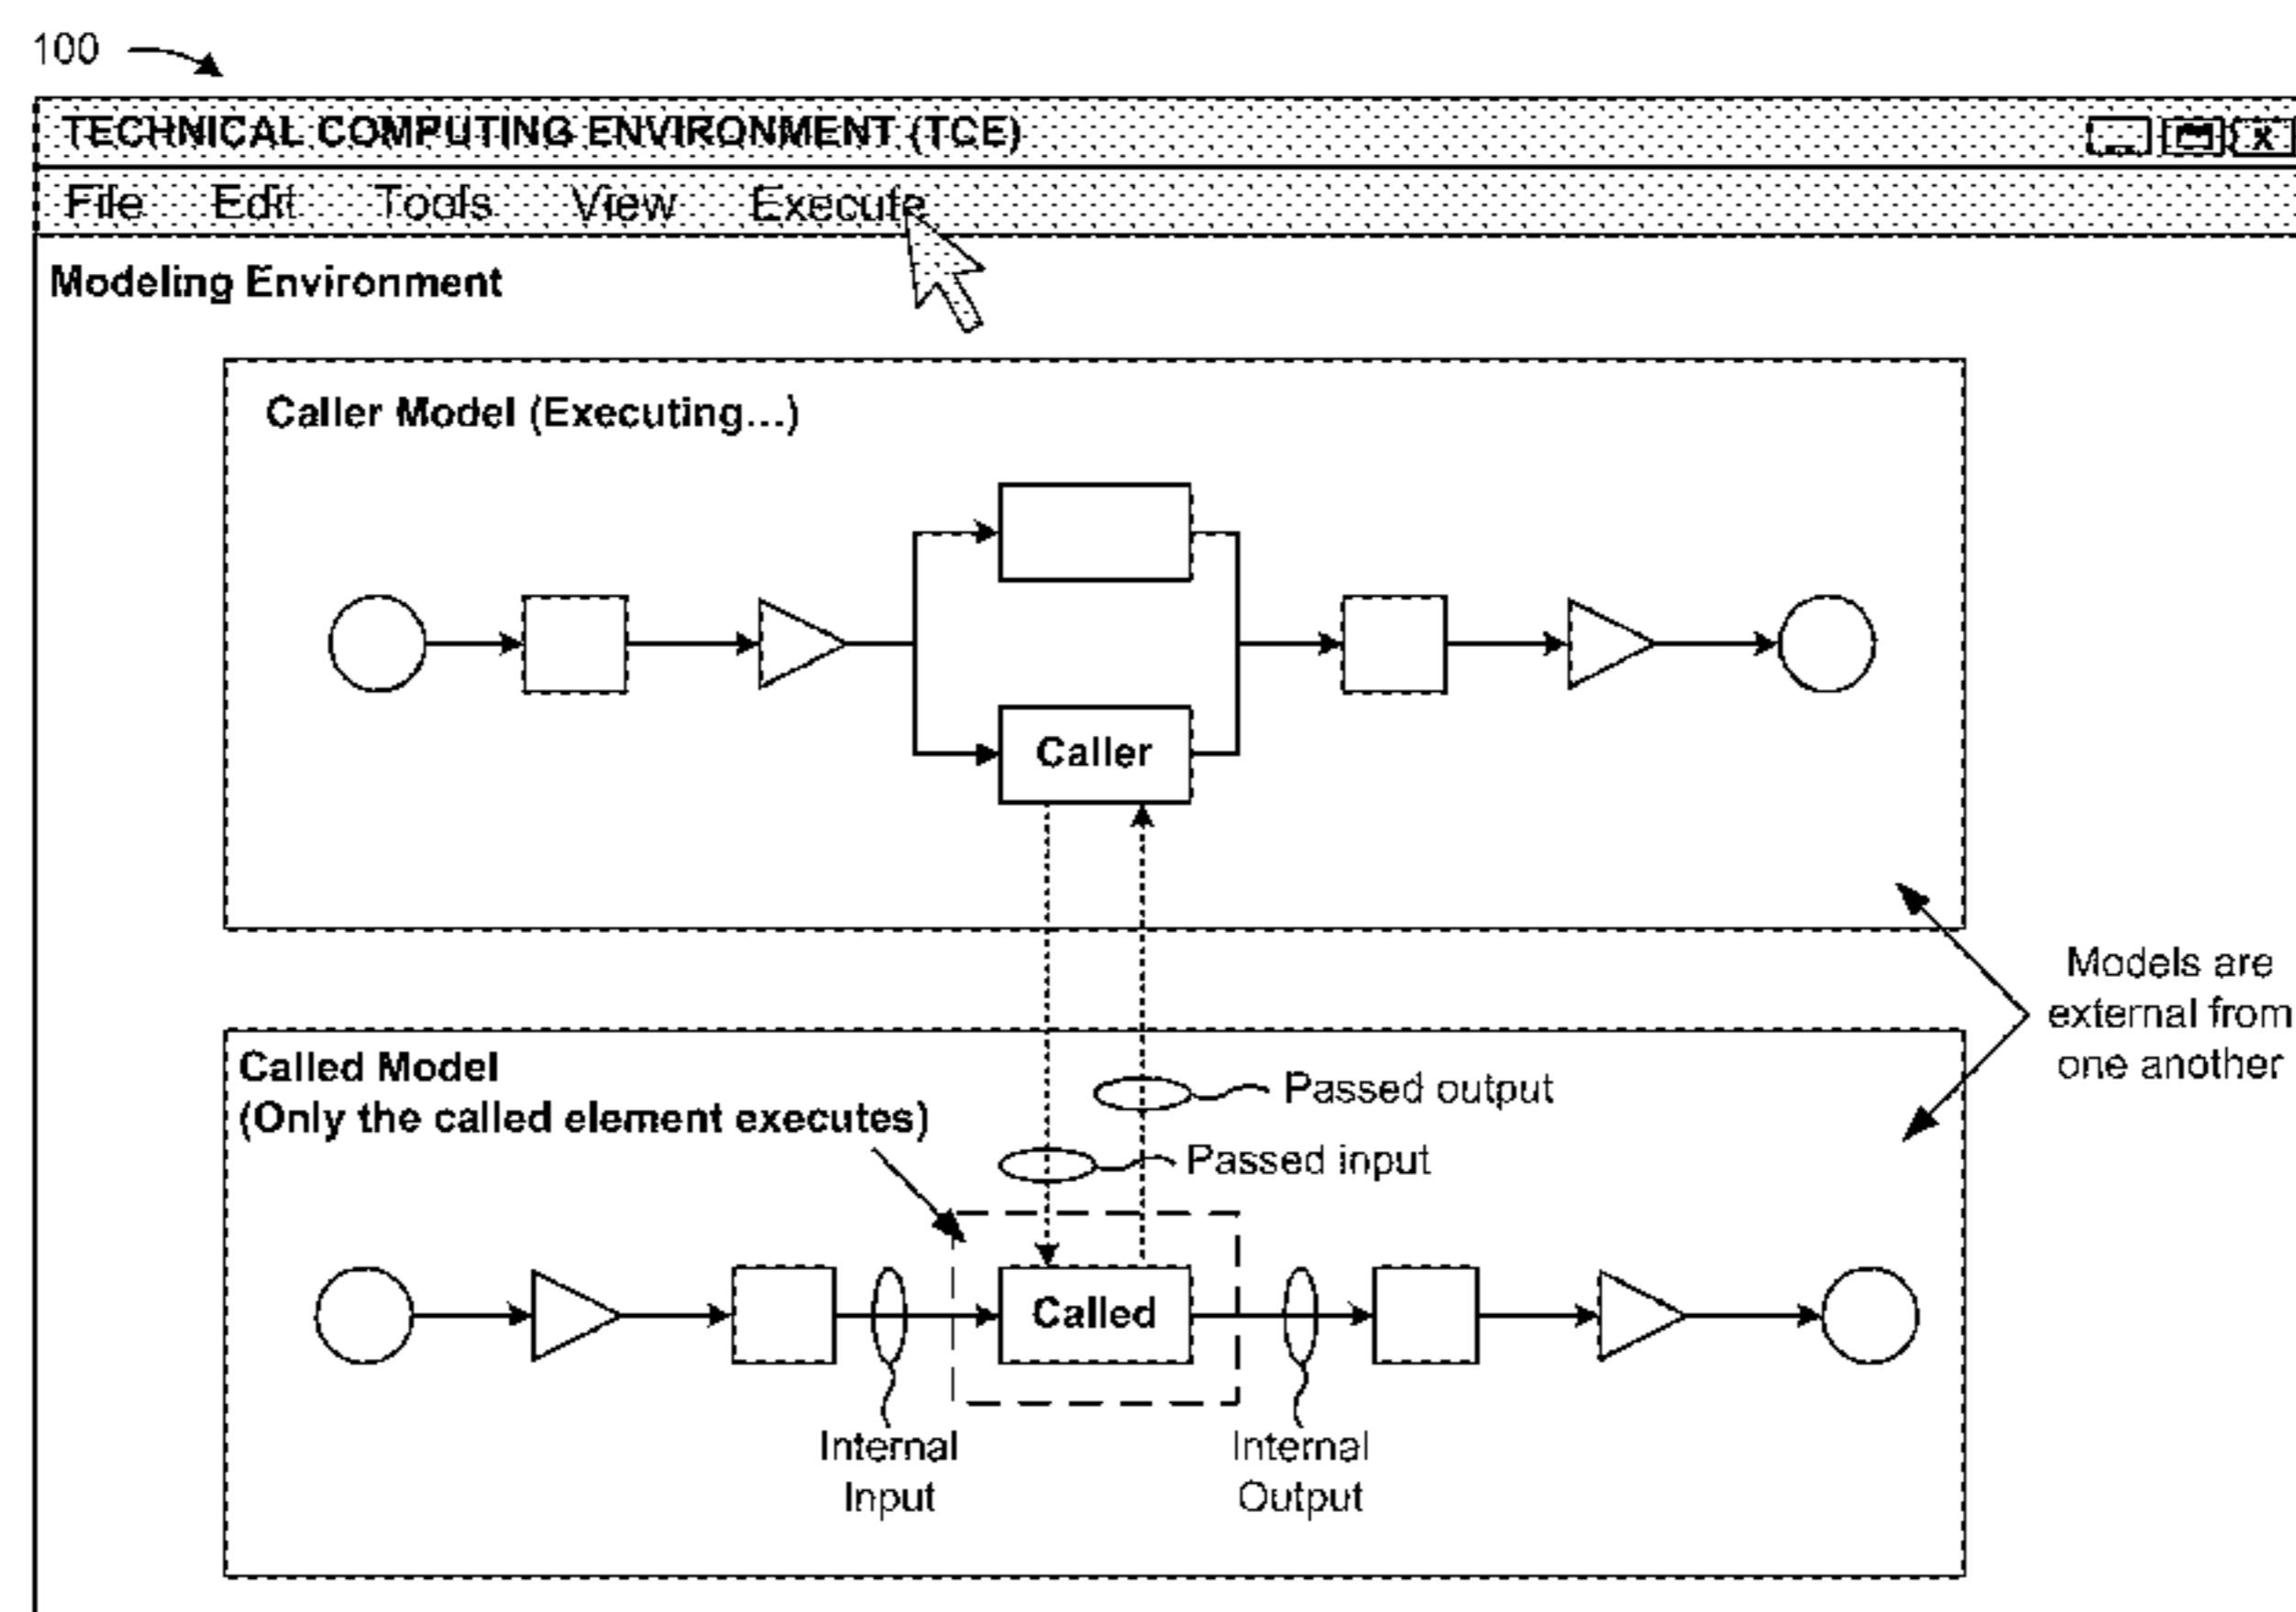 100
TECHNICAL COMPUTING ENVIRONMENT (TCE)
X
File Edit Tools View Execute
Modeling Environment
Caller Model (Executing...)
Caller
Models are
external from
one another
Called Model
(Only the called element executes)
Passed output
Passed input
Called
Internal
Input
Internal
Output